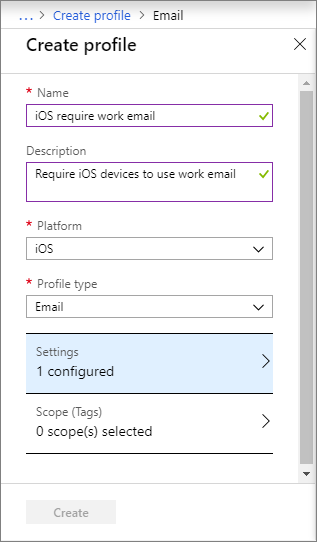 ... > Create profile > Email
Create profile
* Name
iOS require work email
Description
Require iOS devices to use work email
* Platform
iOS
* Profile type
Email
Settings
1 configured
Scope (Tags)
0 scope(s) selected
Create